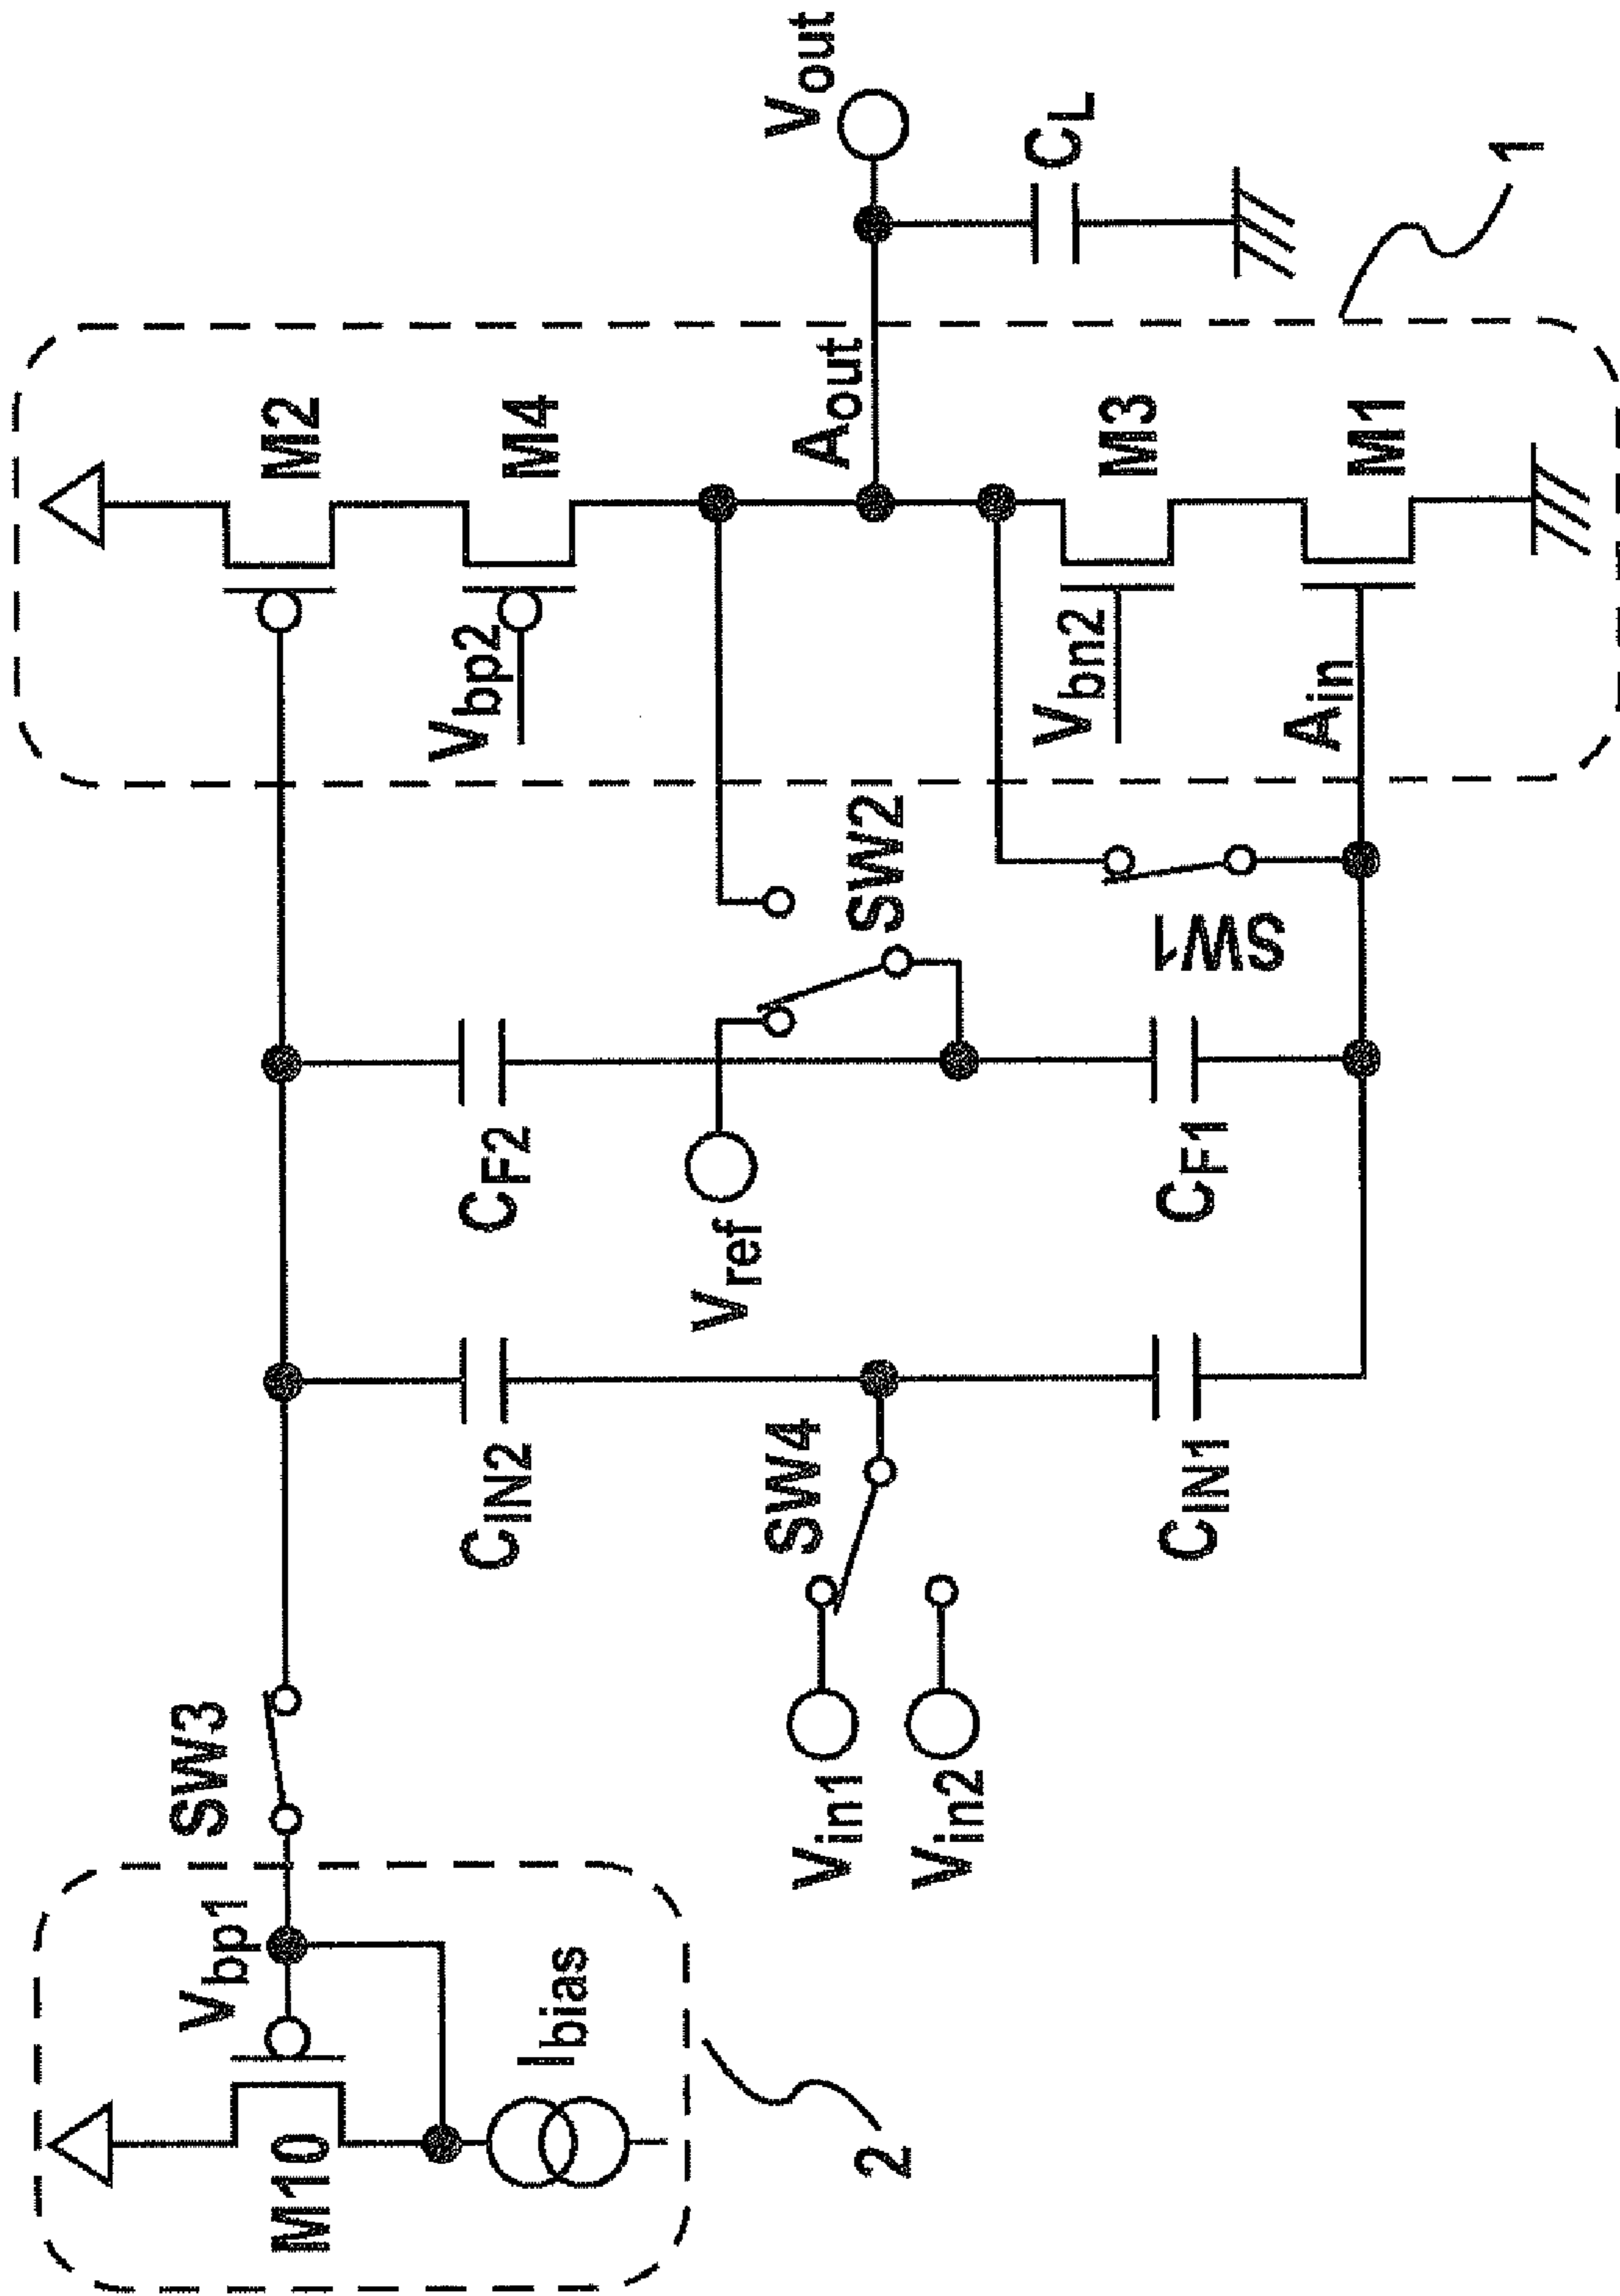 M2
M4
Vbp2
Aout
Vout
CL
M3
Vbn2
M1
Ain
1
SW2
SW1
CF2
Vref
CF1
CIN2
SW4
CIN1
SW3
Vin1
Vin2
Vbp1
Ibias
M10
2